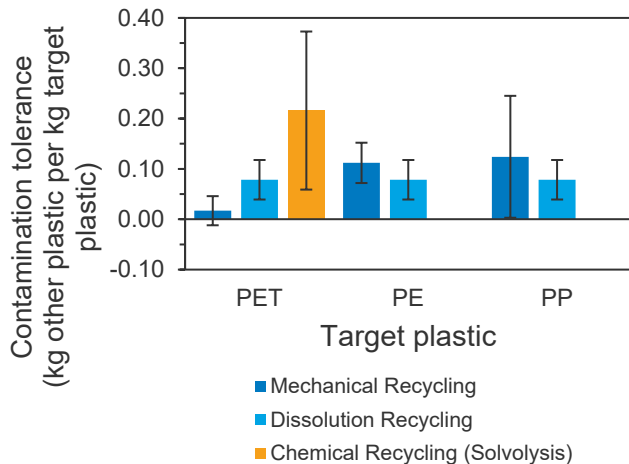 Contamination tolerance
(kg other plastic per kg target
plastic)
0.40
0.30
0.20
0.10
0.00
-0.10
PET
PE
PP
Target plastic
Mechanical Recycling
Dissolution Recycling
Chemical Recycling (Solvolysis)